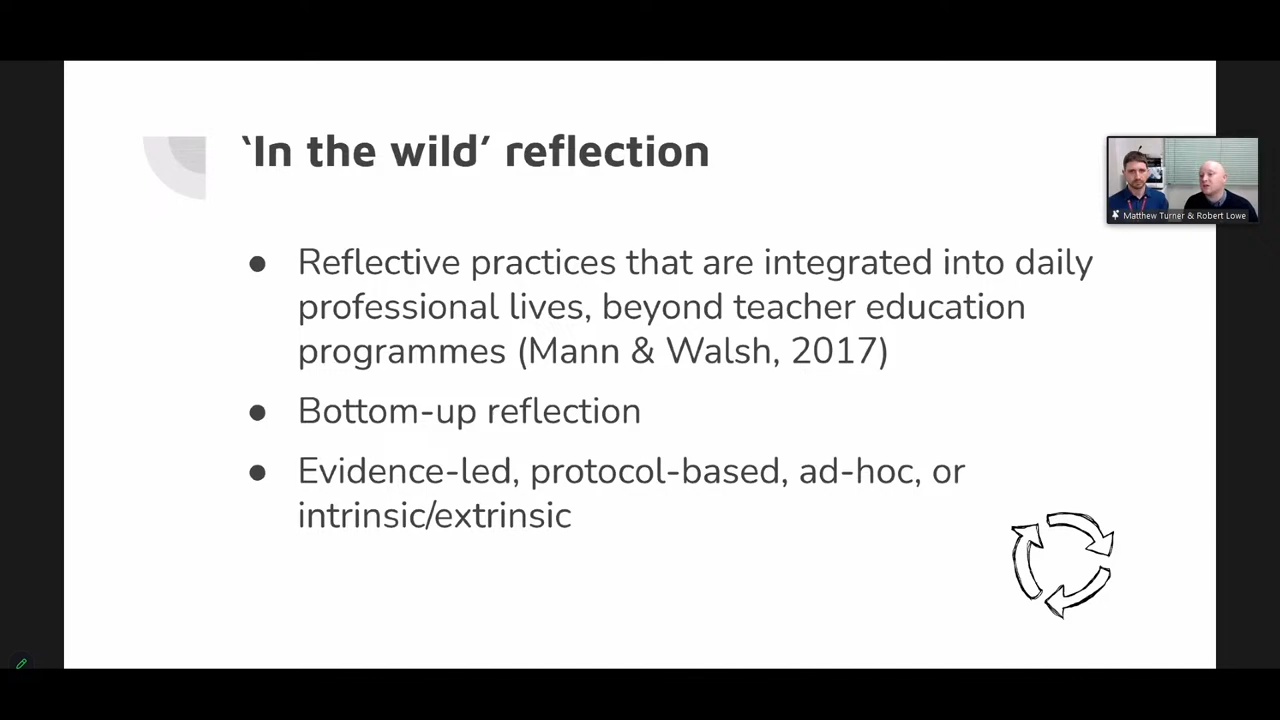 ‘In the wild’ reflection
● Reflective practices that are integrated into daily
professional lives, beyond teacher education
programmes (Mann & Walsh, 2017)
● Bottom-up reflection
● Evidence-led, protocol-based, ad-hoc, or
intrinsic/extrinsic
Matthew Turner & Robert Lowe